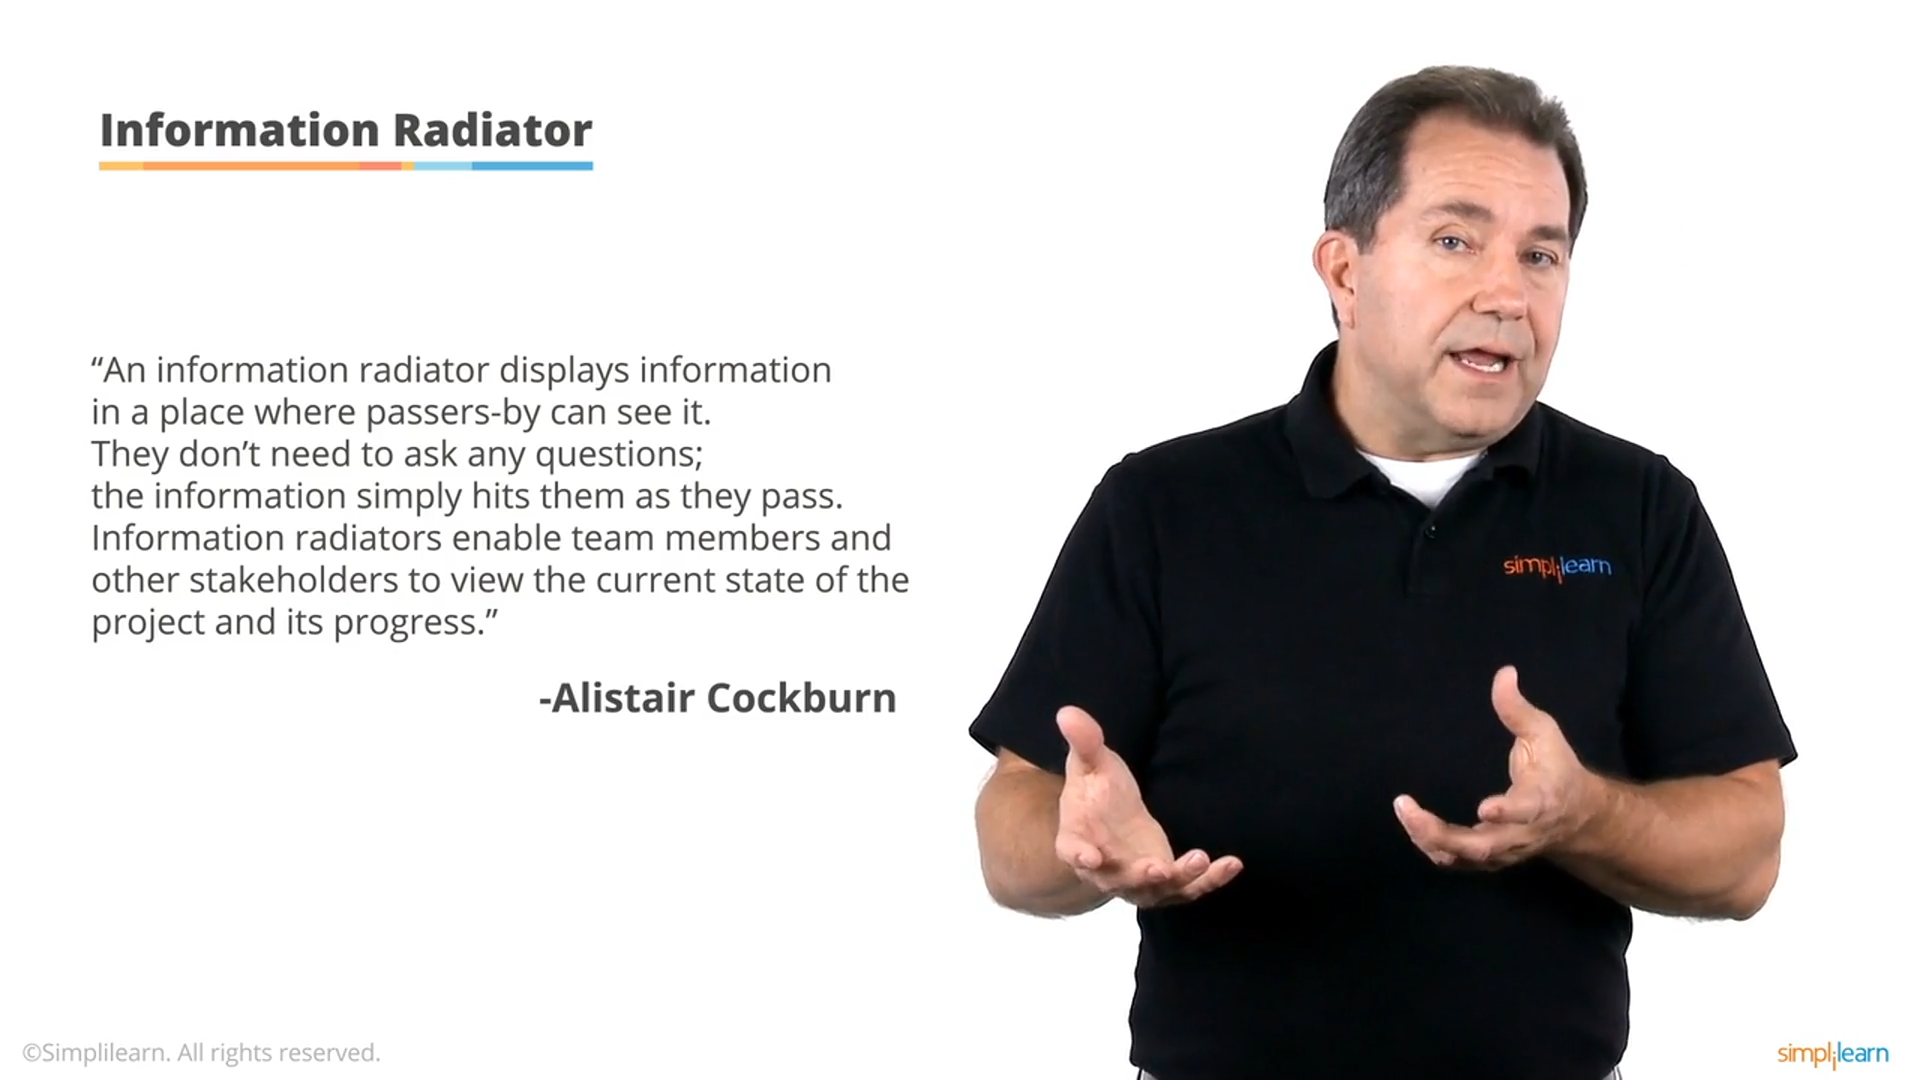 Information Radiator
“An information radiator displays information
in a place where passers-by can see it.
They don’t need to ask any questions;
the information simply hits them as they pass.
Information radiators enable team members and
other stakeholders to view the current state of the
project and its progress.”
-Alistair Cockburn
simplilearn
©Simplilearn. All rights reserved.
simplilearn